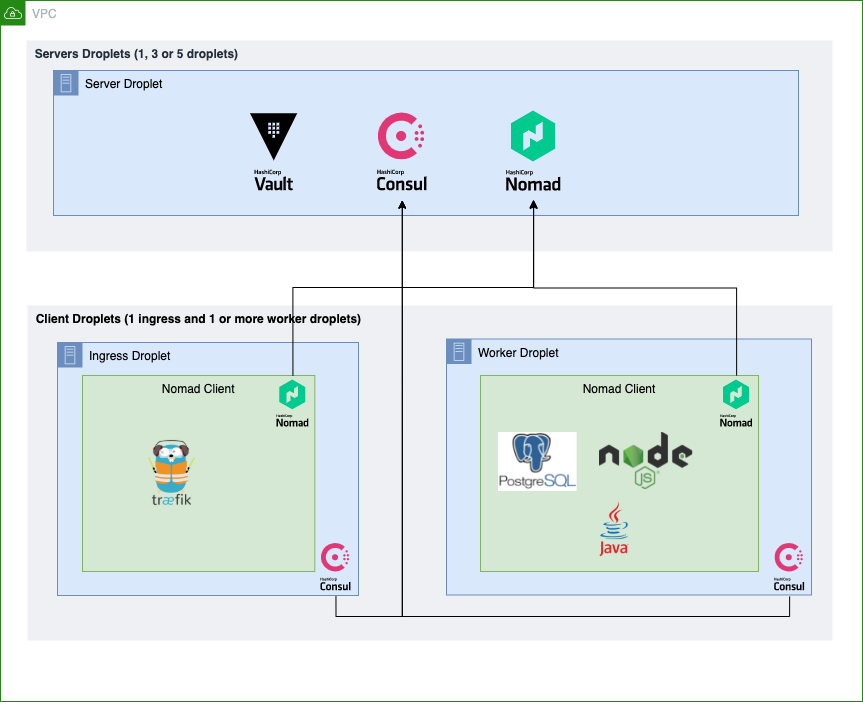 VPC
Servers Droplets (1, 3 or 5 droplets)
Server Droplet
HashiCorp
Vault
HashiCorp
Consul
HashiCorp
Nomad
Client Droplets (1 ingress and 1 or more worker droplets)
Ingress Droplet
Nomad Client
HashiCorp
Nomad
træfik
HashiCorp
Consul
Worker Droplet
Nomad Client
HashiCorp
Nomad
PostgreSQL
node
JS
Java
HashiCorp
Consul